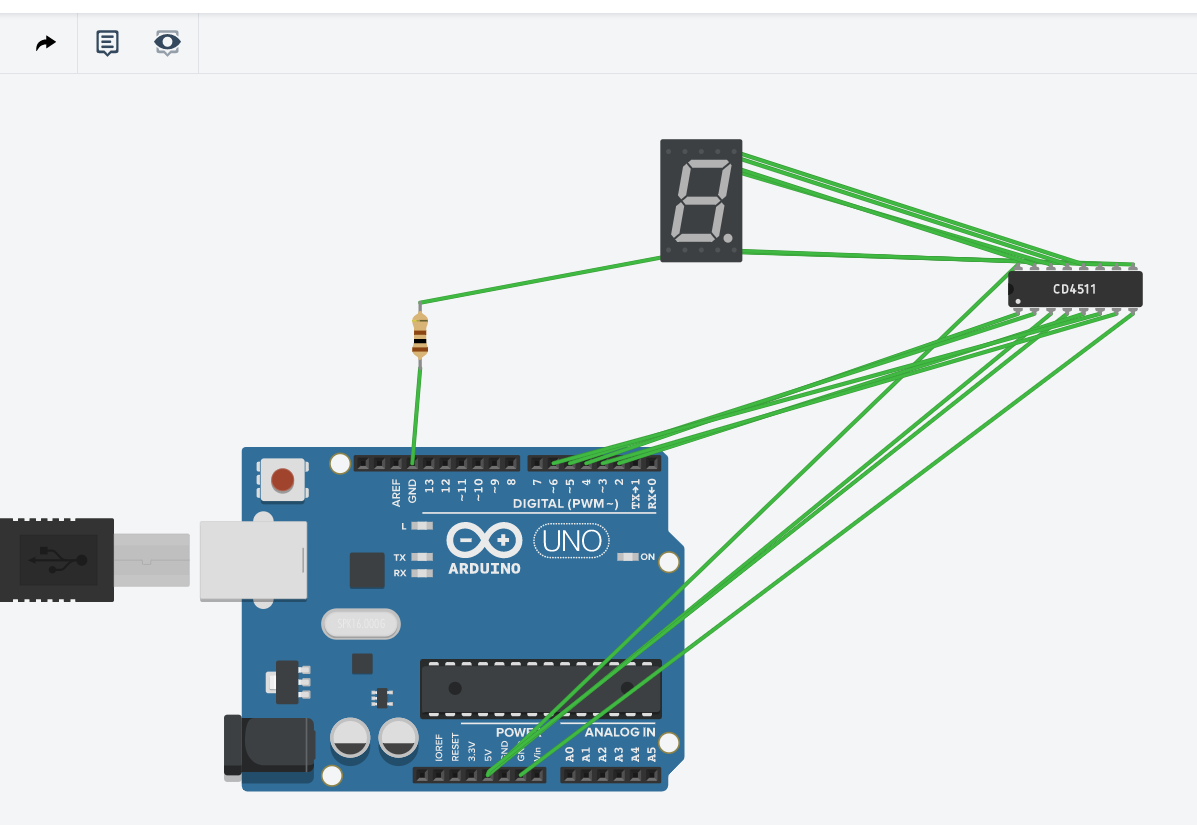 CD4511
AREF
GND
13
12
~11
~10
~9
8
7
~6
~5
4
~3
2
TX→1
RX←0
DIGITAL (PWM~)
L
TX
RX
ARDUINO
UNO
ON
POWER
ANALOG IN
IOREF
RESET
3.3V
5V
GND
GND
Vin
A0
A1
A2
A3
A4
A5